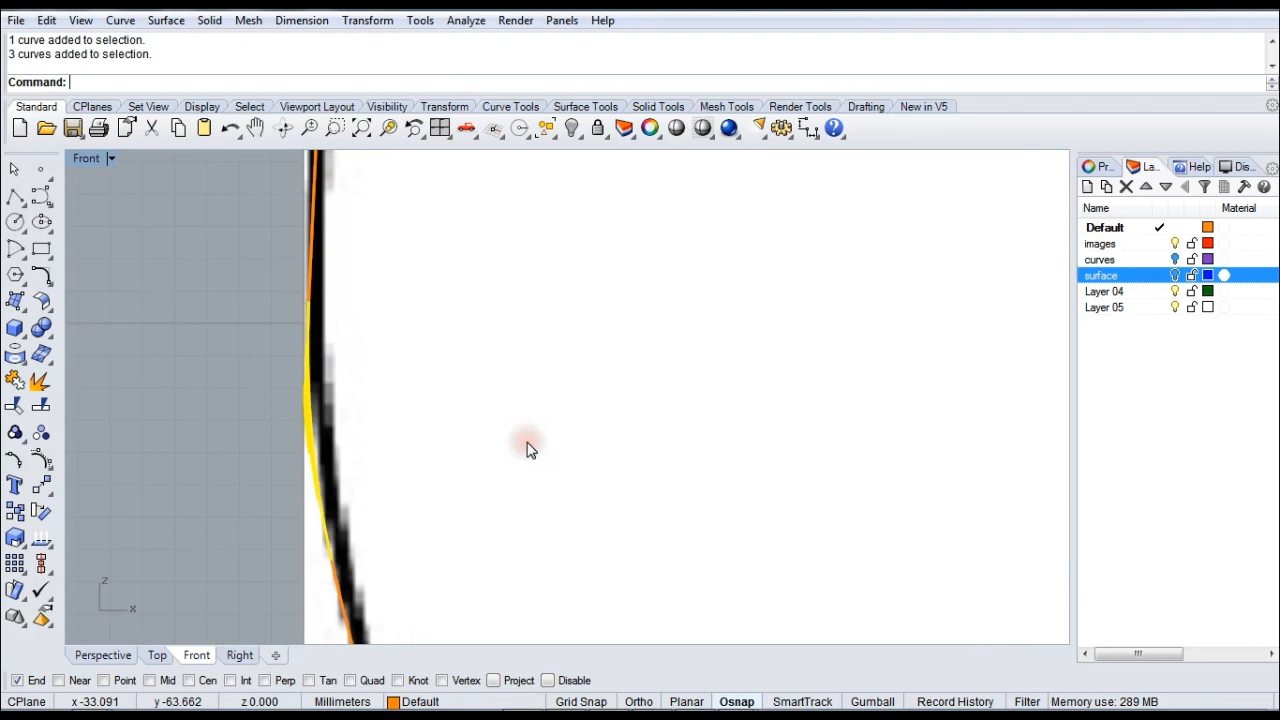 File Edit View Curve Surface Solid Mesh Dimension Transform Tools Analyze Render Panels Help
1 curve added to selection.
3 curves added to selection.
Command:
Standard CPlanes Set View Display Select Viewport Layout Visibility Transform Curve Tools Surface Tools Solid Tools Mesh Tools Render Tools Drafting New in V5
Front
Pr... La... Help Dis...
Name Material
Default
images
curves
surface
Layer 04
Layer 05
z
x
Perspective Top Front Right
End Near Point Mid Cen Int Perp Tan Quad Knot Vertex Project Disable
CPlane x -33.091 y -63.662 z 0.000 Millimeters Default Grid Snap Ortho Planar Osnap SmartTrack Gumball Record History Filter Memory use: 289 MB